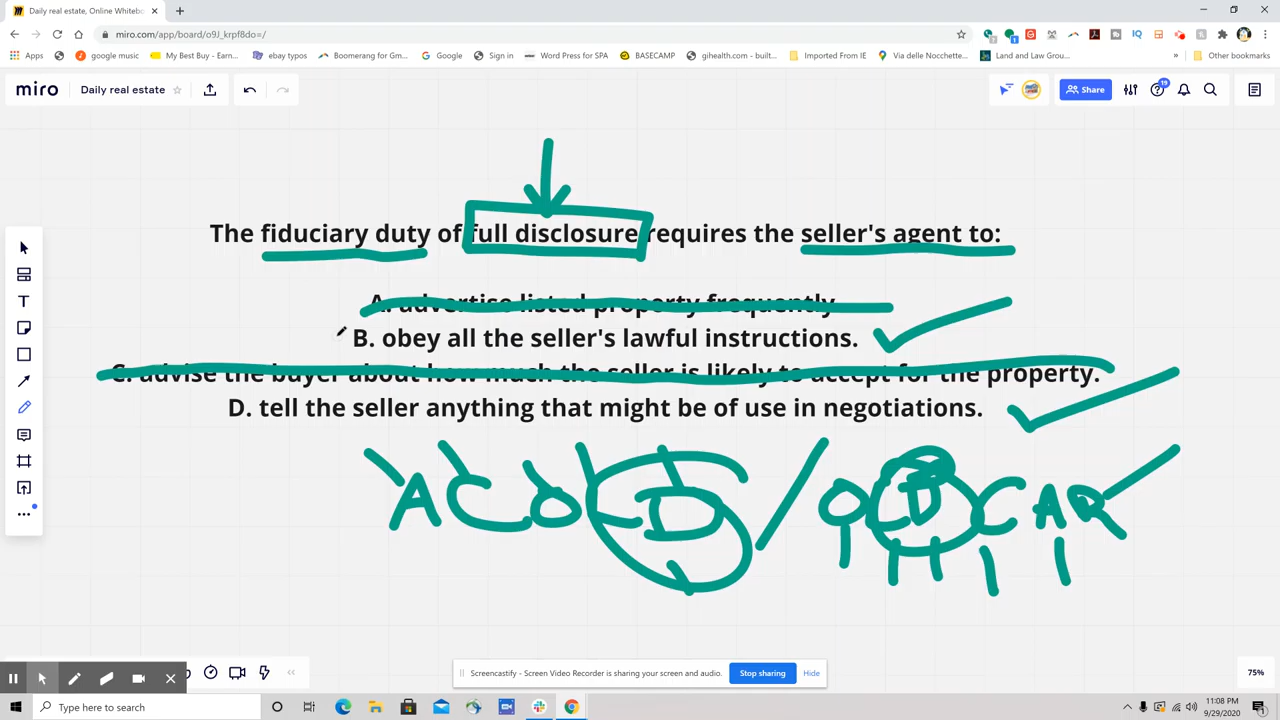 Daily real estate, Online Whitebo
miro.com/app/board/o9J_krpf8do=/
Apps google music My Best Buy - Earn... ebay typos Boomerang for Gm... Google Sign in Word Press for SPA BASECAMP gihealth.com - built... Imported From IE Via delle Nocchette... Land and Law Grou... » Other bookmarks
miro Daily real estate Share 19
The fiduciary duty of full disclosure requires the seller's agent to:
A. advertise listed property frequently
B. obey all the seller's lawful instructions.
C. advise the buyer about how much the seller is likely to accept for the property.
D. tell the seller anything that might be of use in negotiations.
Screencastify - Screen Video Recorder is sharing your screen and audio. Stop sharing Hide
75%
Type here to search
11:08 PM
9/29/2020